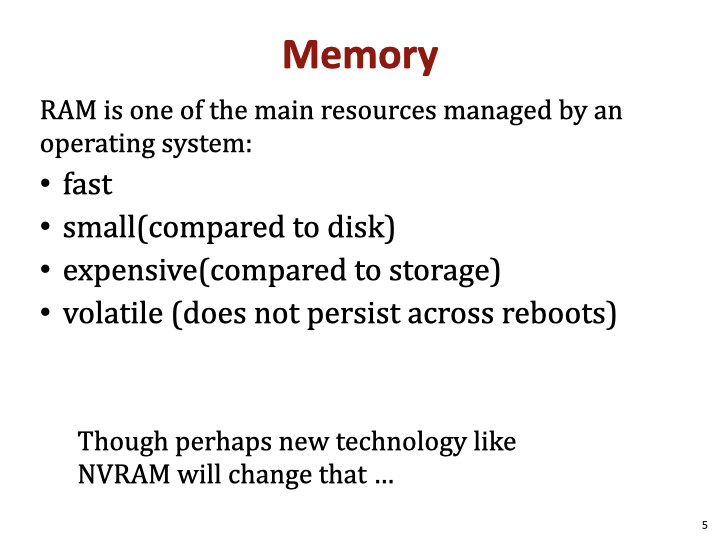 Memory
RAM is one of the main resources managed by an
operating system:
• fast
• small(compared to disk)
• expensive(compared to storage)
• volatile (does not persist across reboots)
Though perhaps new technology like
NVRAM will change that …
5